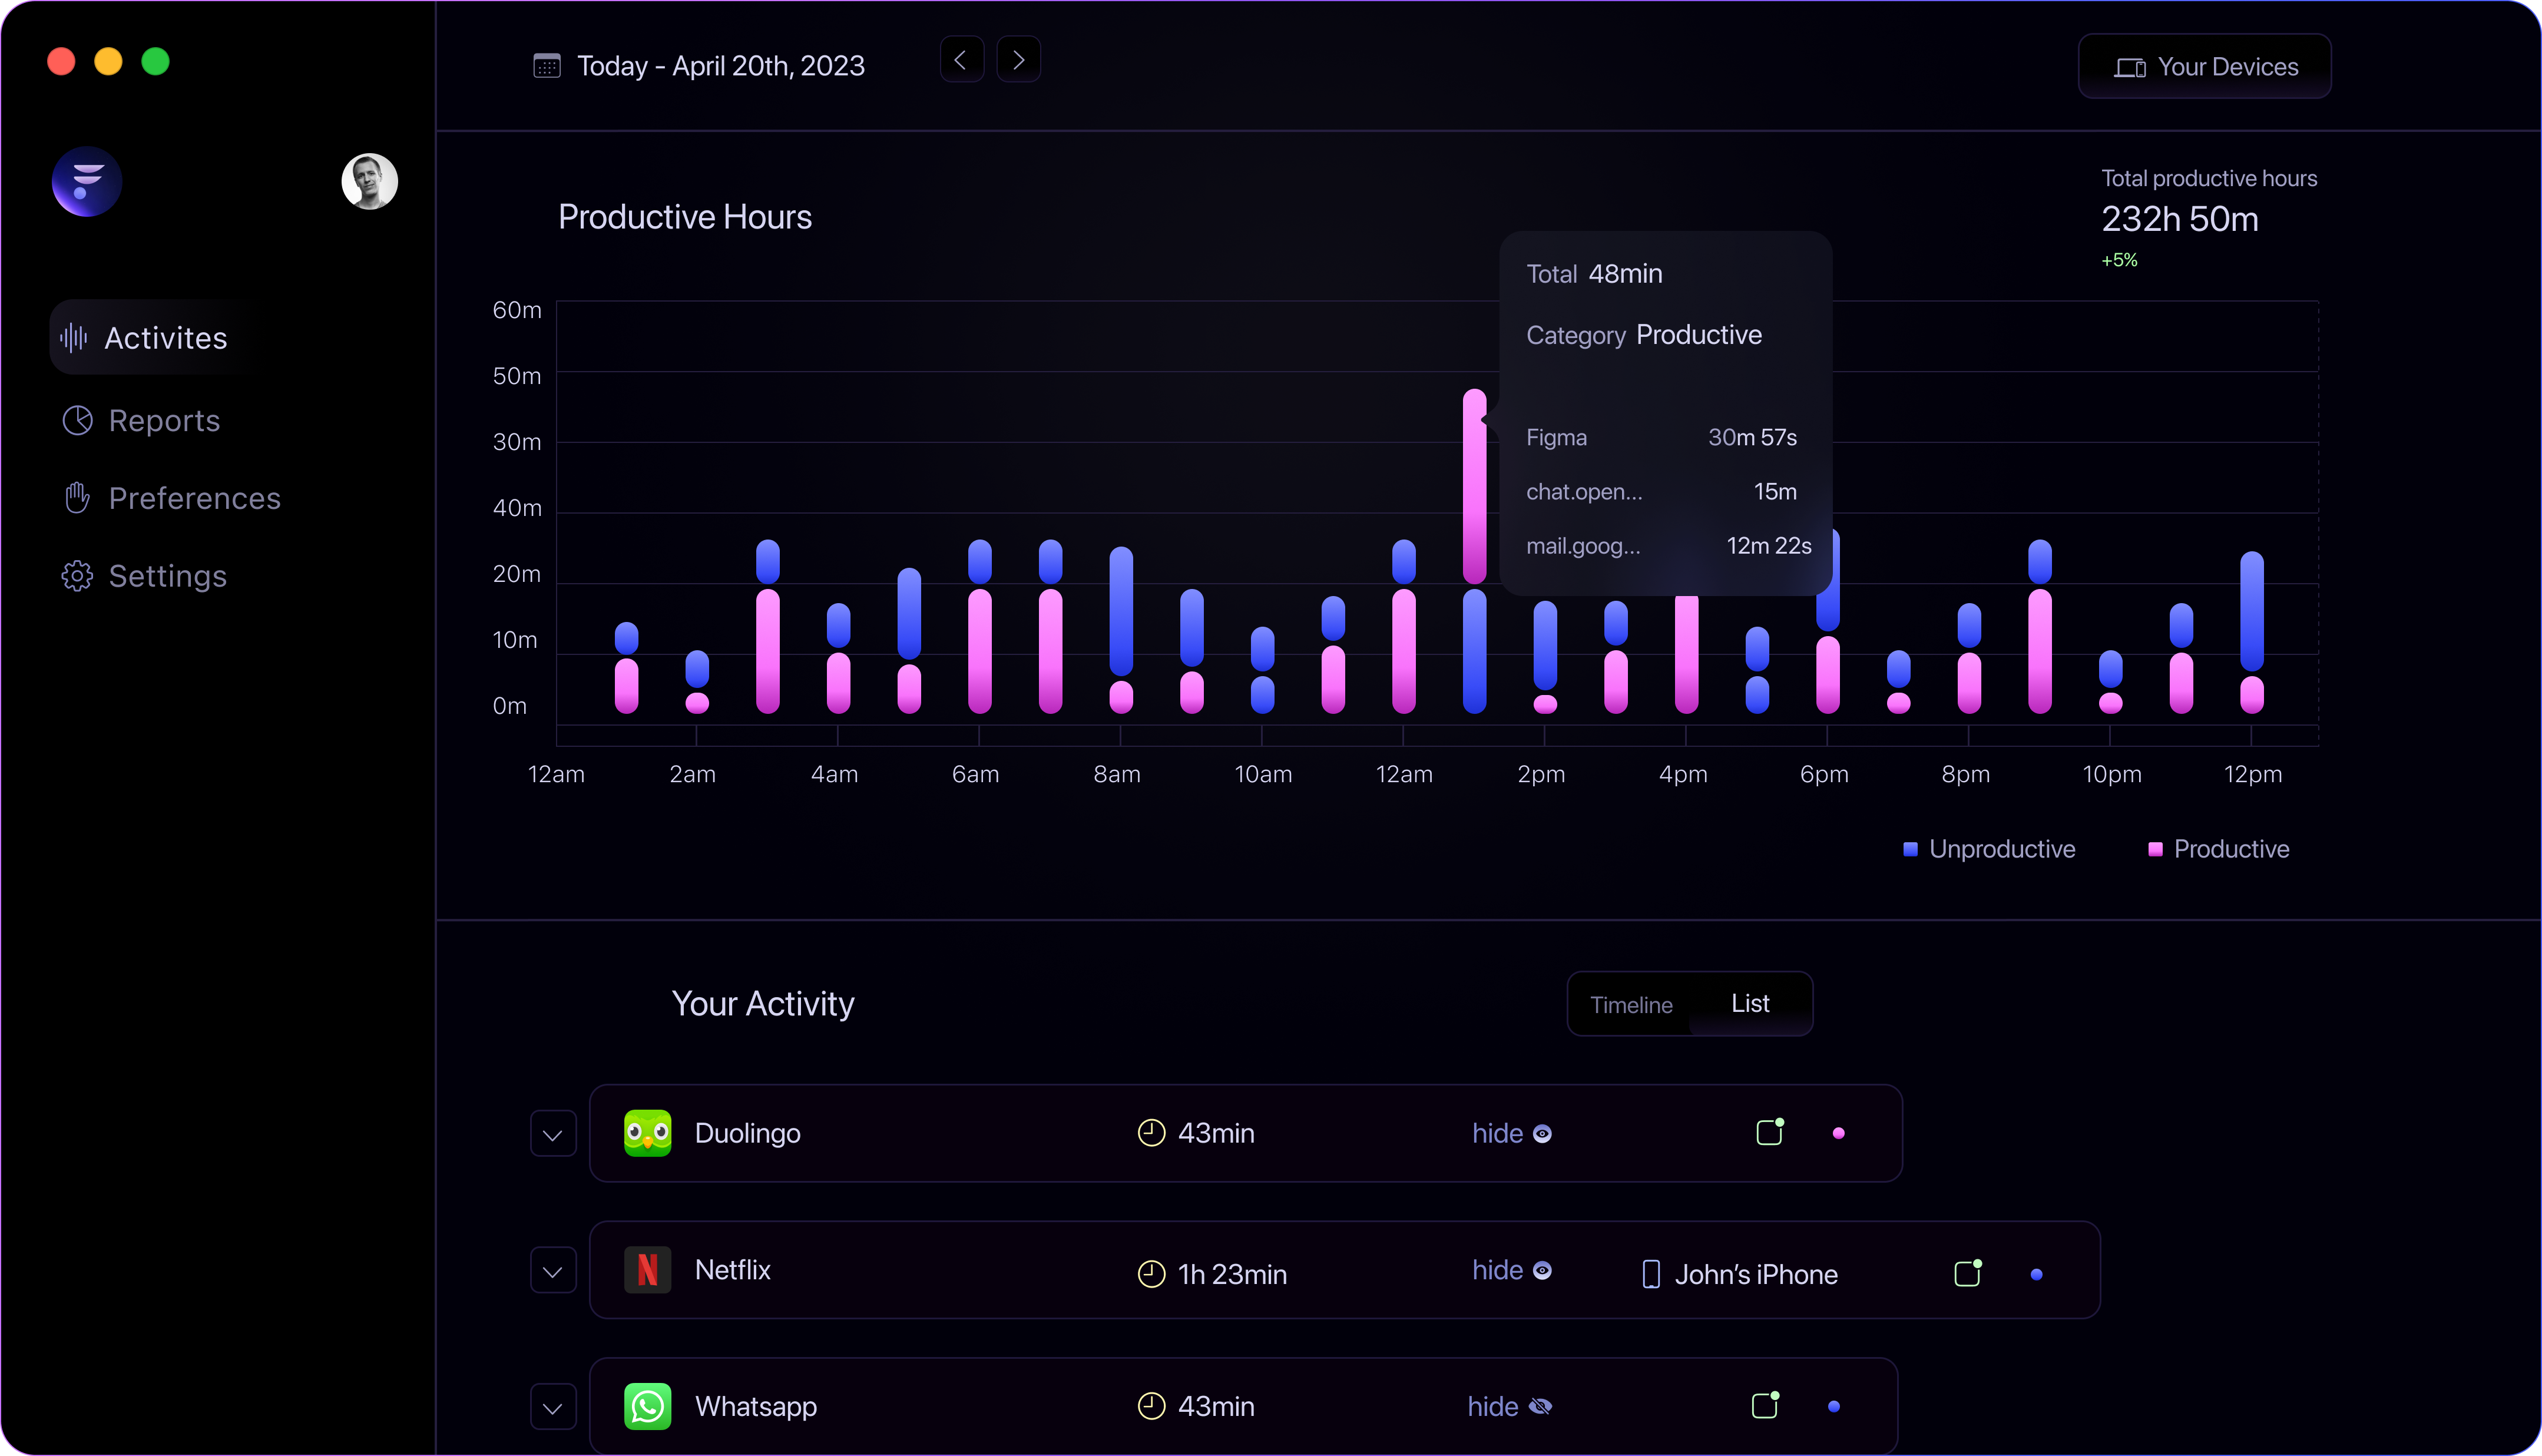 Today - April 20th, 2023
Your Devices
Activites
Reports
Preferences
Settings
Productive Hours
Total productive hours
232h 50m
+5%
Total 48min
Category Productive
Figma 30m 57s
chat.open... 15m
mail.goog... 12m 22s
60m
50m
30m
40m
20m
10m
0m
12am 2am 4am 6am 8am 10am 12am 2pm 4pm 6pm 8pm 10pm 12pm
Unproductive Productive
Your Activity
Timeline List
Duolingo 43min hide
Netflix 1h 23min hide John’s iPhone
Whatsapp 43min hide